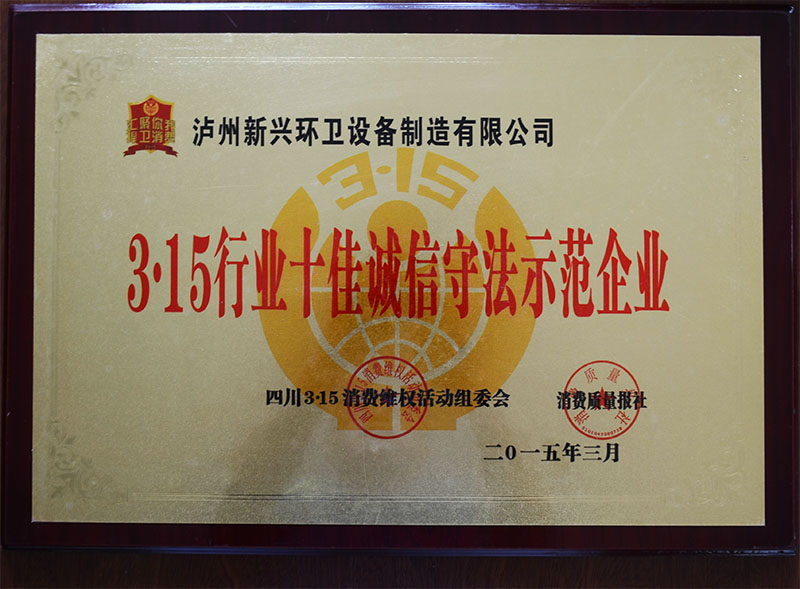 泸州新兴环卫设备制造有限公司
3·15
3·15行业十佳诚信守法示范企业
四川3·15消费维权活动组委会
消费质量报社
二0一五年三月